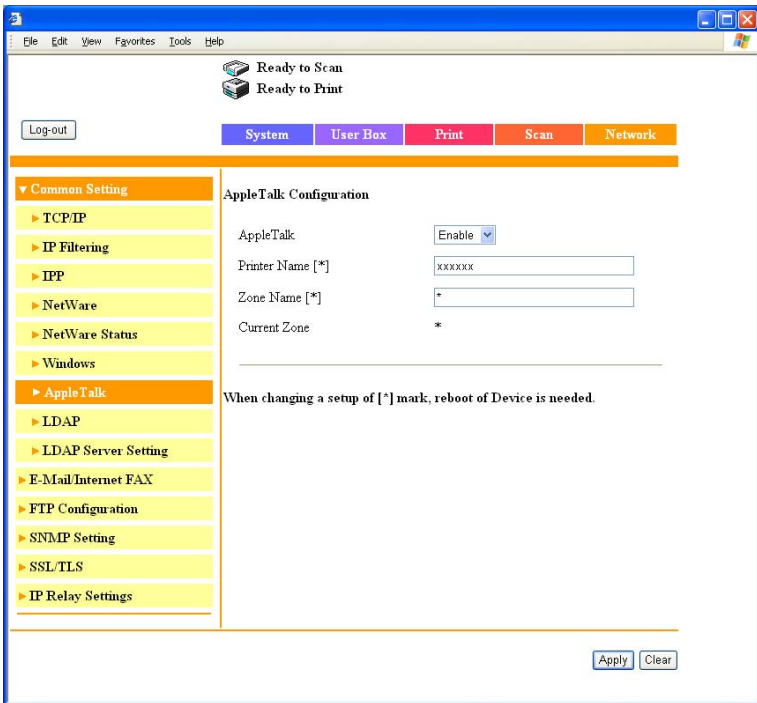 File Edit View Favorites Tools Help
Ready to Scan
Ready to Print
Log-out
System User Box Print Scan Network
Common Setting
TCP/IP
IP Filtering
IPP
NetWare
NetWare Status
Windows
AppleTalk
LDAP
LDAP Server Setting
E-Mail/Internet FAX
FTP Configuration
SNMP Setting
SSL/TLS
IP Relay Settings
AppleTalk Configuration
AppleTalk Enable
Printer Name [*] xxxxxx
Zone Name [*] *
Current Zone *
When changing a setup of [*] mark, reboot of Device is needed.
Apply Clear